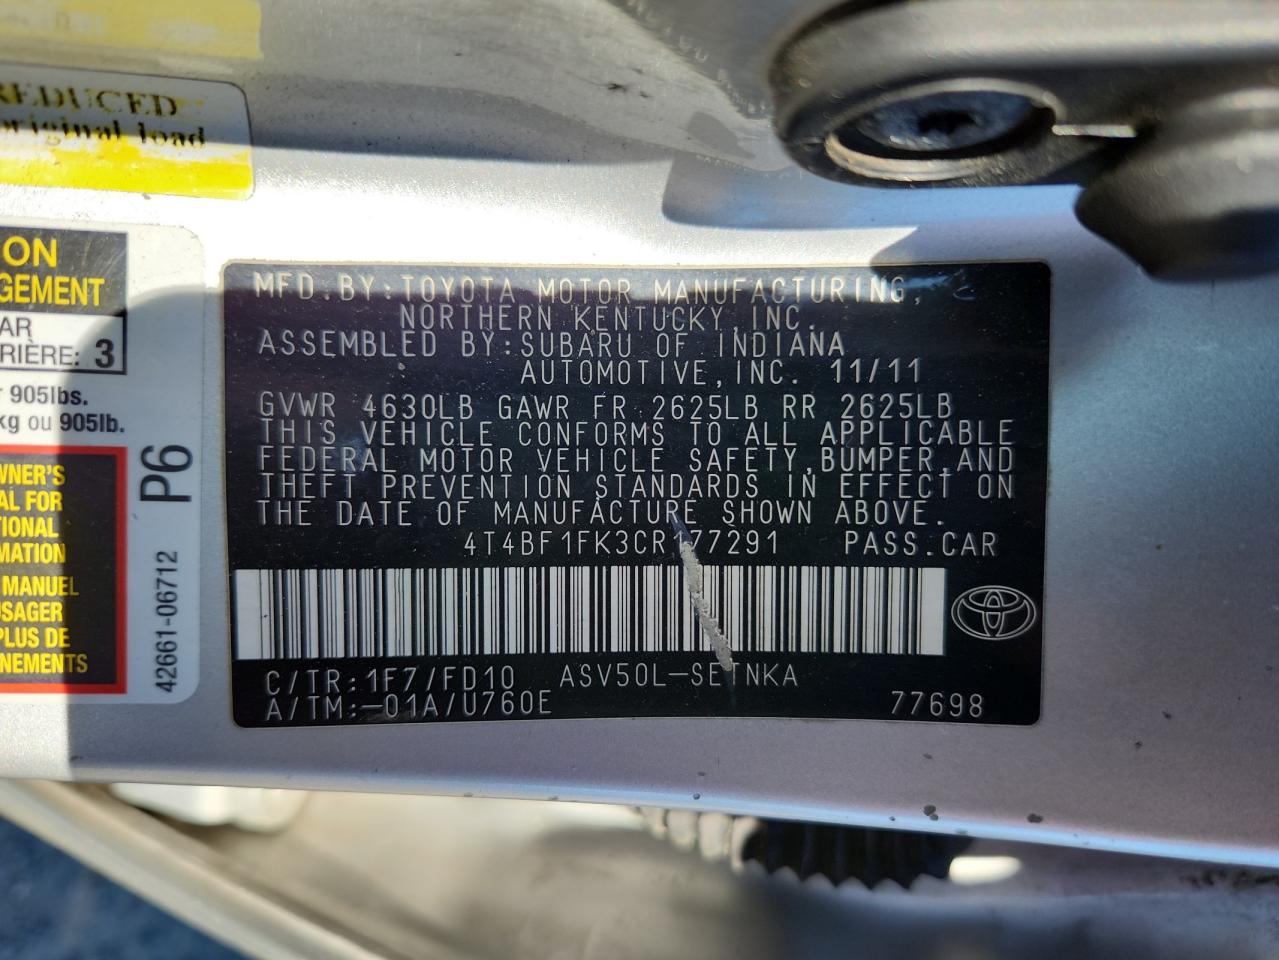 REDUCED
original load
ON
GEMENT
AR
RIÈRE: 3
905lbs.
kg ou 905lb.
P6
42661-06712
WNER'S
AL FOR
TIONAL
MATION
MANUEL
USAGER
PLUS DE
NEMENTS
MFD.BY:TOYOTA MOTOR MANUFACTURING,
NORTHERN KENTUCKY,INC.
ASSEMBLED BY:SUBARU OF INDIANA
AUTOMOTIVE,INC. 11/11
GVWR 4630LB GAWR FR 2625LB RR 2625LB
THIS VEHICLE CONFORMS TO ALL APPLICABLE
FEDERAL MOTOR VEHICLE SAFETY,BUMPER,AND
THEFT PREVENTION STANDARDS IN EFFECT ON
THE DATE OF MANUFACTURE SHOWN ABOVE.
4T4BF1FK3CR177291 PASS.CAR
C/TR:1F7/FD10 ASV50L-SETNKA
A/TM:-01A/U760E 77698